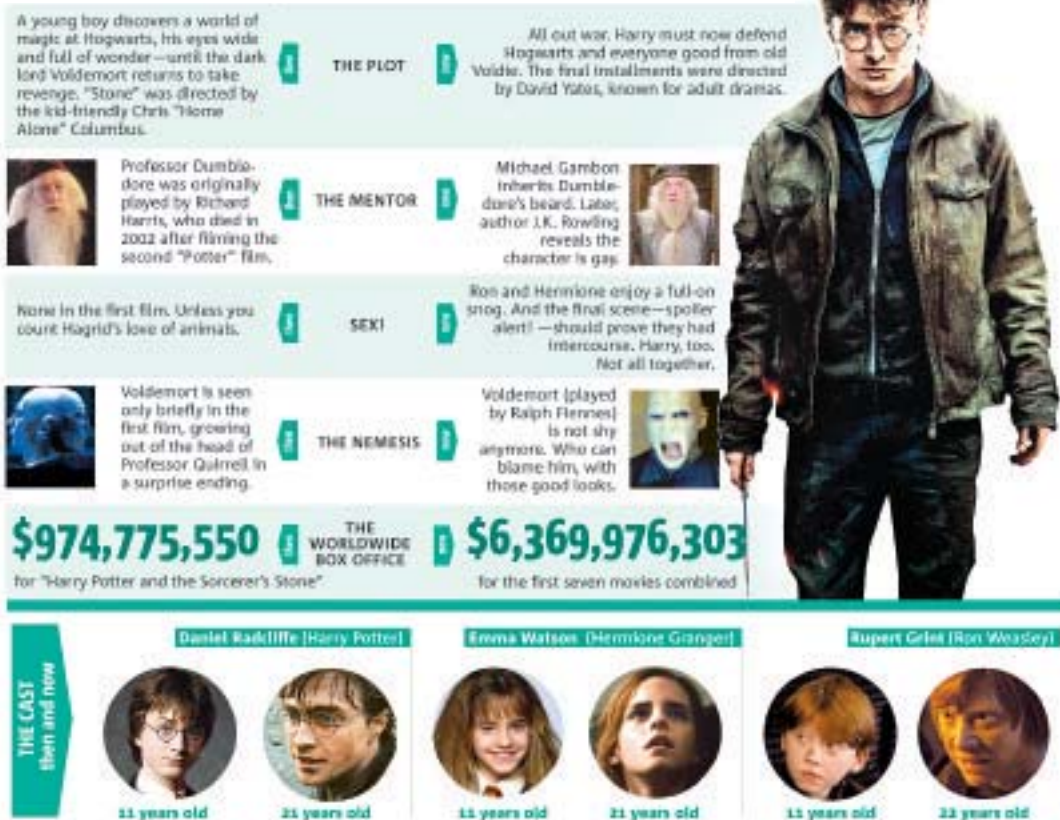 A young boy discovers a world of
magic at Hogwarts, his eyes wide
and full of wonder—until the dark
lord Voldemort returns to take
revenge. "Stone" was directed by
the kid-friendly Chris "Home
Alone" Columbus.
then
THE PLOT
now
All out war. Harry must now defend
Hogwarts and everyone good from old
Voldie. The final installments were directed
by David Yates, known for adult dramas.
Professor Dumble-
dore was originally
played by Richard
Harris, who died in
2002 after filming the
second "Potter" film.
then
THE MENTOR
now
Michael Gambon
inherits Dumble-
dore's beard. Later,
author J.K. Rowling
reveals the
character is gay.
None in the first film. Unless you
count Hagrid's love of animals.
then
SEX!
now
Ron and Hermione enjoy a full-on
snog. And the final scene—spoiler
alert! —should prove they had
intercourse. Harry, too.
Not all together.
Voldemort is seen
only briefly in the
first film, growing
out of the head of
Professor Quirrell in
a surprise ending.
then
THE NEMESIS
now
Voldemort (played
by Ralph Fiennes)
is not shy
anymore. Who can
blame him, with
those good looks.
$974,775,550
for "Harry Potter and the Sorcerer's Stone"
then
THE
WORLDWIDE
BOX OFFICE
now
$6,369,976,303
for the first seven movies combined
THE CAST
then and now
Daniel Radcliffe (Harry Potter)
11 years old
21 years old
Emma Watson (Hermione Granger)
11 years old
21 years old
Rupert Grint (Ron Weasley)
11 years old
22 years old